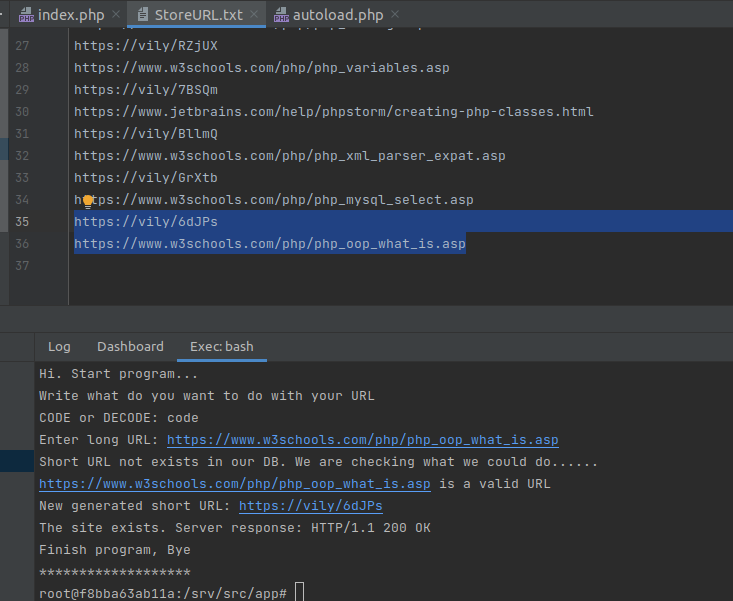 index.php StoreURL.txt autoload.php
27 https://vily/RZjUX
28 https://www.w3schools.com/php/php_variables.asp
29 https://vily/7BSQm
30 https://www.jetbrains.com/help/phpstorm/creating-php-classes.html
31 https://vily/BllmQ
32 https://www.w3schools.com/php/php_xml_parser_expat.asp
33 https://vily/GrXtb
34 https://www.w3schools.com/php/php_mysql_select.asp
35 https://vily/6dJPs
36 https://www.w3schools.com/php/php_oop_what_is.asp
37
Log Dashboard Exec: bash
Hi. Start program...
Write what do you want to do with your URL
CODE or DECODE: code
Enter long URL: https://www.w3schools.com/php/php_oop_what_is.asp
Short URL not exists in our DB. We are checking what we could do......
https://www.w3schools.com/php/php_oop_what_is.asp is a valid URL
New generated short URL: https://vily/6dJPs
The site exists. Server response: HTTP/1.1 200 OK
Finish program, Bye
********************
root@f8bba63ab11a:/srv/src/app#